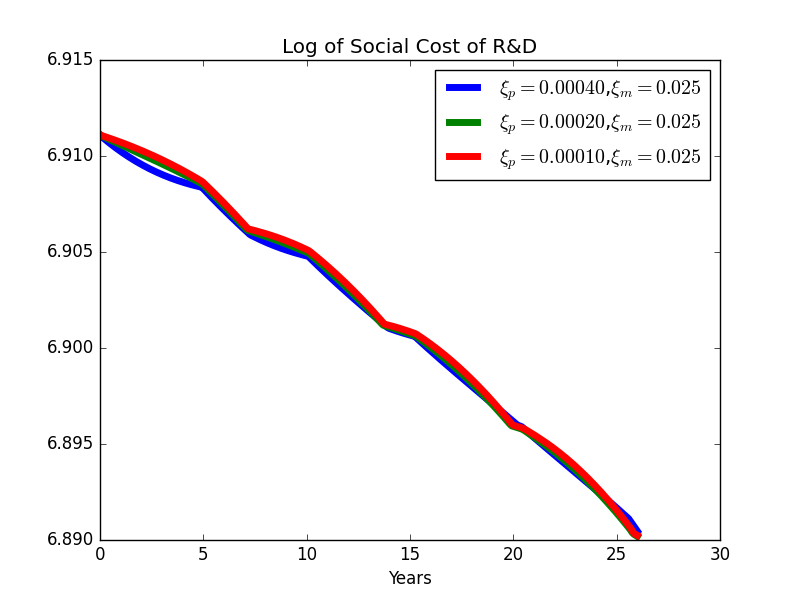 Log of Social Cost of R&D
6.915
6.910
6.905
6.900
6.895
6.890
ξp = 0.00040,ξm = 0.025
ξp = 0.00020,ξm = 0.025
ξp = 0.00010,ξm = 0.025
0 5 10 15 20 25 30
Years